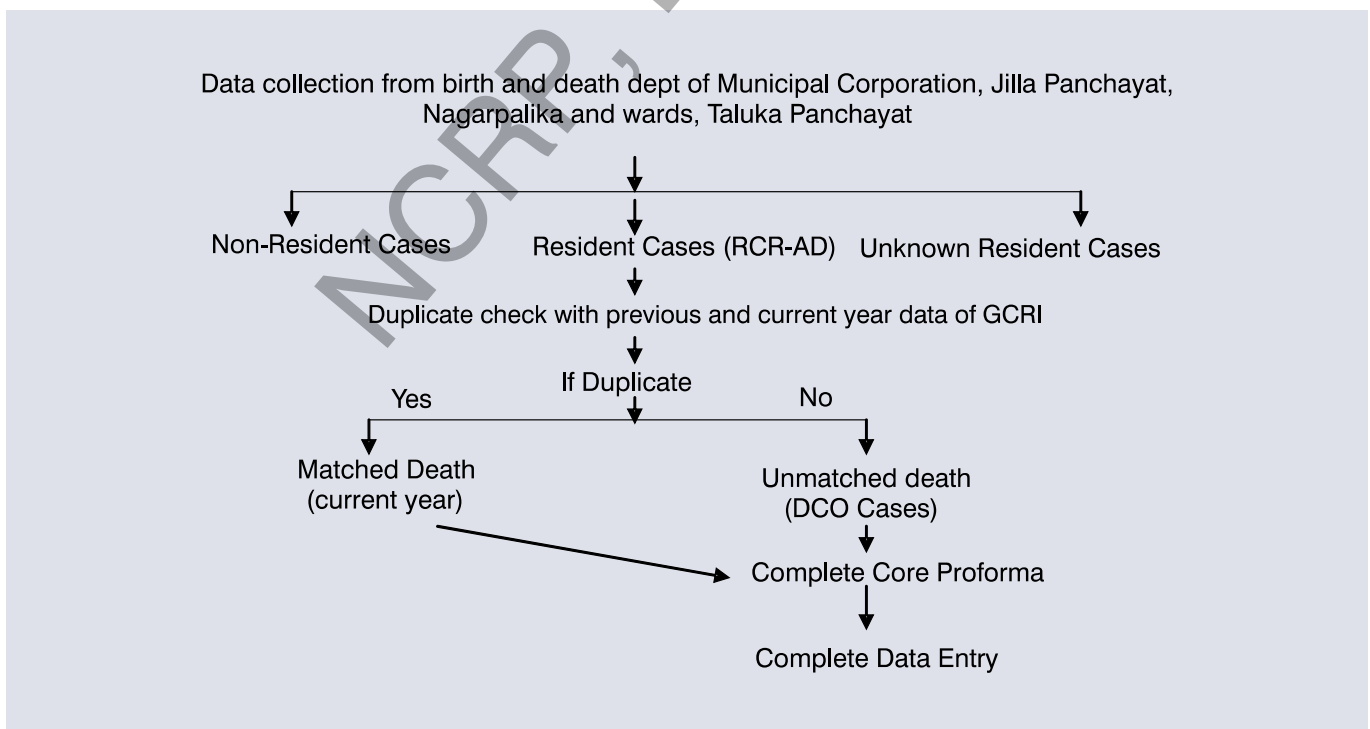 NCRP,
Data collection from birth and death dept of Municipal Corporation, Jilla Panchayat,
Nagarpalika and wards, Taluka Panchayat
Non-Resident Cases
Resident Cases (RCR-AD)
Unknown Resident Cases
Duplicate check with previous and current year data of GCRI
If Duplicate
Yes
No
Matched Death
(current year)
Unmatched death
(DCO Cases)
Complete Core Proforma
Complete Data Entry